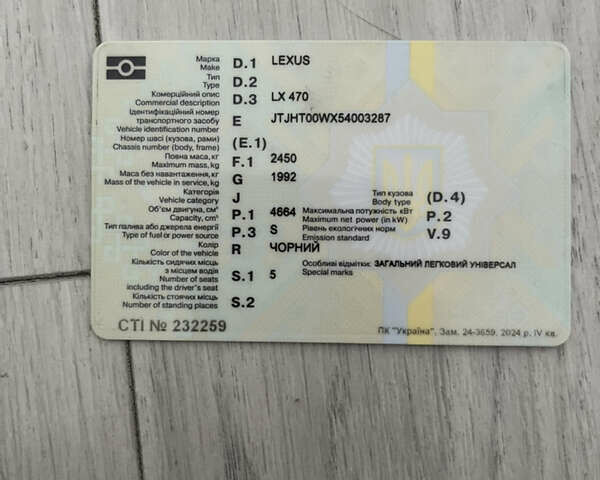 Марка
Make D.1 LEXUS
Тип
Type D.2
Комерційний опис
Commercial description D.3 LX 470
Ідентифікаційний номер
транспортного засобу E JTJHT00WX54003287
Vehicle identification number
Номер шасі (кузова, рами) (E.1)
Chassis number (body, frame)
Повна маса, кг F.1 2450
Maximum mass, kg
Маса без навантаження, кг G 1992
Mass of the vehicle in service, kg
Категорія J Тип кузова (D.4)
Vehicle category Body type
Об'єм двигуна, см³ P.1 4664 Максимальна потужність кВт P.2
Capacity, cm³ Maximum net power (in kW)
Тип палива або джерела енергії P.3 S Рівень екологічних норм V.9
Type of fuel or power source Emission standard
Колір R ЧОРНИЙ
Color of the vehicle
Кількість сидячих місць Особливі відмітки: ЗАГАЛЬНИЙ ЛЕГКОВИЙ УНІВЕРСАЛ
з місцем водія S.1 5 Special marks
Number of seats
including the driver's seat
Кількість стоячих місць S.2
Number of standing places
СТІ № 232259
ПК "Україна". Зам. 24-3659. 2024 р. IV кв.